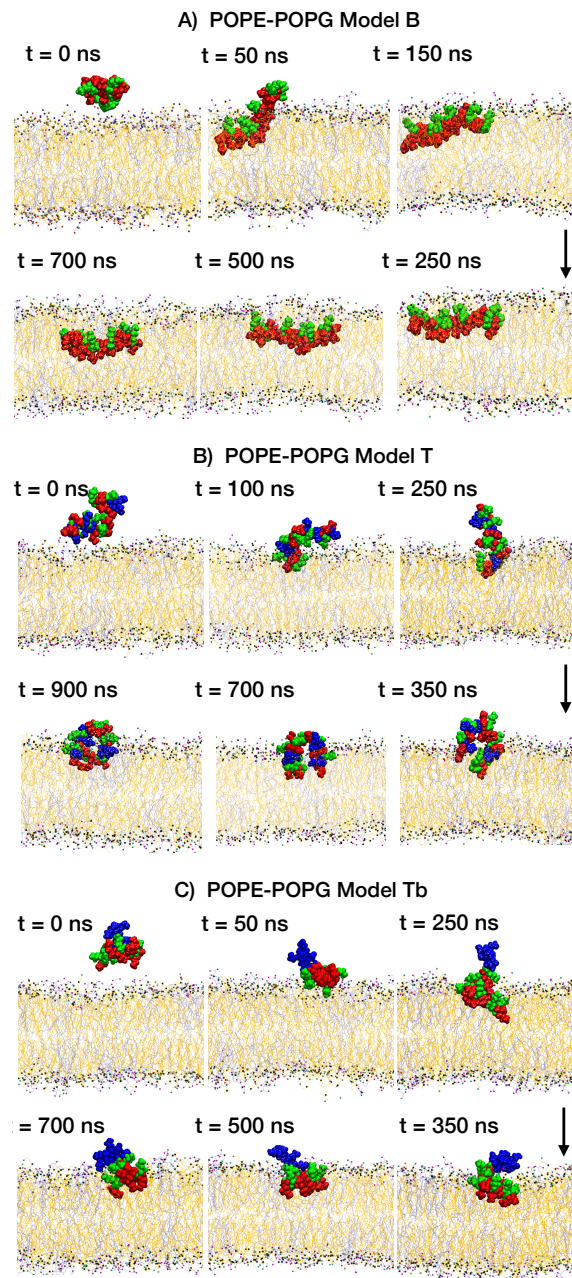 A) POPE-POPG Model B
t = 0 ns t = 50 ns t = 150 ns
t = 700 ns t = 500 ns t = 250 ns
B) POPE-POPG Model T
t = 0 ns t = 100 ns t = 250 ns
t = 900 ns t = 700 ns t = 350 ns
C) POPE-POPG Model Tb
t = 0 ns t = 50 ns t = 250 ns
= 700 ns t = 500 ns t = 350 ns